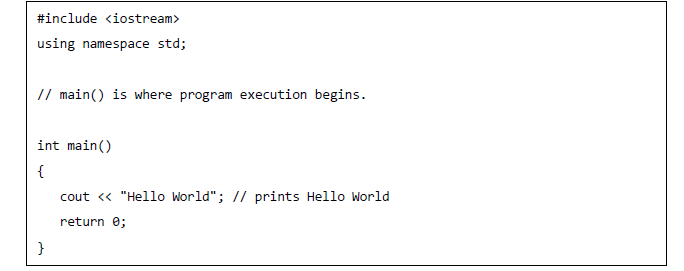 #include <iostream>
using namespace std;
// main() is where program execution begins.
int main()
{
cout << "Hello World"; // prints Hello World
return 0;
}